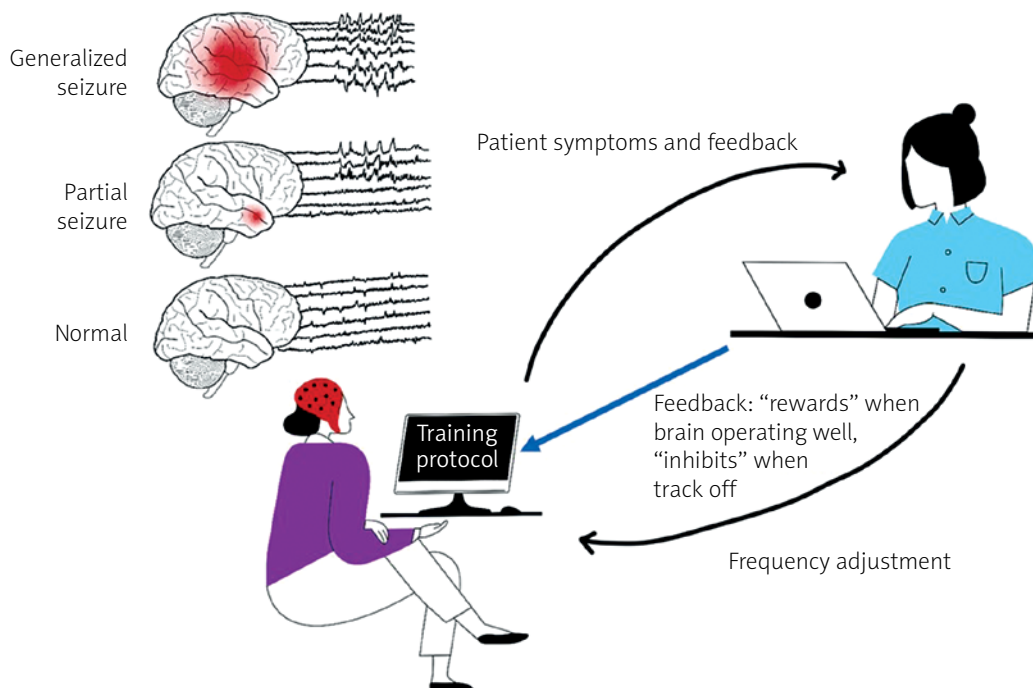 Generalized
seizure
Patient symptoms and feedback
Partial
seizure
Normal
Training
protocol
Feedback: “rewards” when
brain operating well,
“inhibits” when
track off
Frequency adjustment